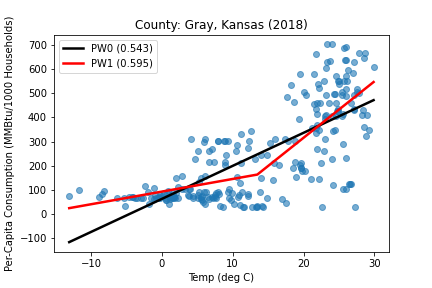 County: Gray, Kansas (2018)
Per-Capita Consumption (MMBtu/1000 Households)
PW0 (0.543)
PW1 (0.595)
700
600
500
400
300
200
100
0
−100
−10
0
10
20
30
Temp (deg C)